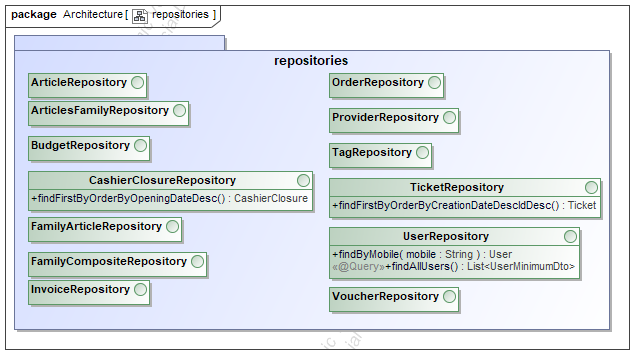 package Architecture[ repositories ]
repositories
ArticleRepository
ArticlesFamilyRepository
BudgetRepository
CashierClosureRepository
+findFirstByOrderByOpeningDateDesc() : CashierClosure
FamilyArticleRepository
FamilyCompositeRepository
InvoiceRepository
OrderRepository
ProviderRepository
TagRepository
TicketRepository
+findFirstByOrderByCreationDateDescIdDesc() : Ticket
UserRepository
+findByMobile( mobile : String ) : User
«@Query»+findAllUsers() : List<UserMinimumDto>
VoucherRepository